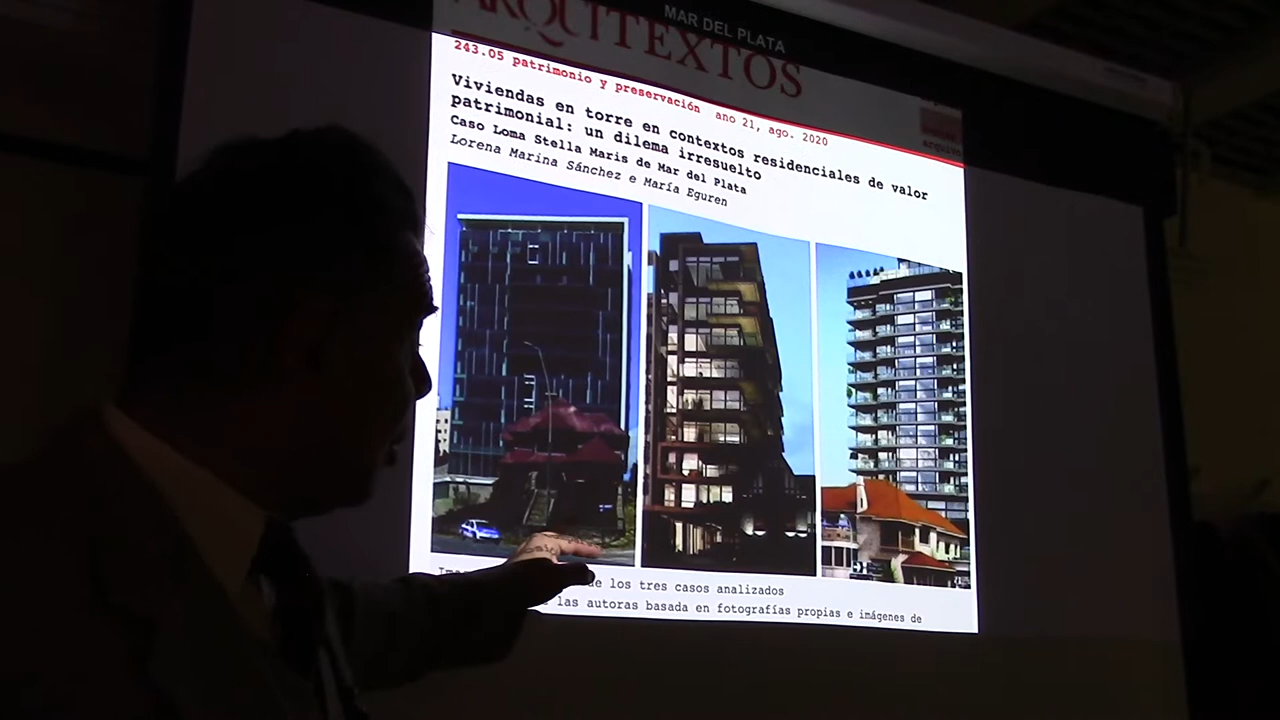 MAR DEL PLATA
ARQUITEXTOS
243.05 patrimonio y preservación ano 21, ago. 2020
Viviendas en torre en contextos residenciales de valor
patrimonial: un dilema irresuelto
Caso Loma Stella Maris de Mar del Plata
Lorena Marina Sánchez e María Eguren
de los tres casos analizados
las autoras basada en fotografías propias e imágenes de